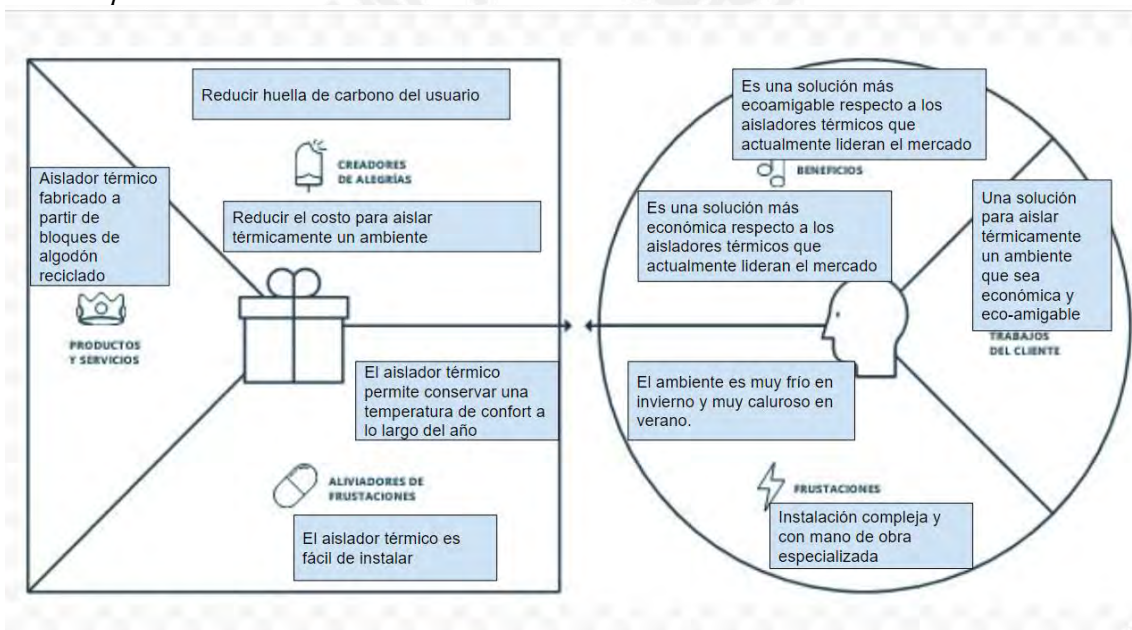 Reducir huella de carbono del usuario
CREADORES
DE ALEGRÍAS
Aislador térmico
fabricado a
partir de
bloques de
algodón
reciclado
Reducir el costo para aislar
térmicamente un ambiente
PRODUCTOS
Y SERVICIOS
El aislador térmico
permite conservar una
temperatura de confort a
lo largo del año
ALIVIADORES DE
FRUSTACIONES
El aislador térmico es
fácil de instalar
Es una solución más
ecoamigable respecto a los
aisladores térmicos que
actualmente lideran el mercado
BENEFICIOS
Es una solución más
económica respecto a los
aisladores térmicos que
actualmente lideran el mercado
Una solución
para aislar
térmicamente
un ambiente
que sea
económica y
eco-amigable
TRABAJOS
DEL CLIENTE
El ambiente es muy frío en
invierno y muy caluroso en
verano.
FRUSTACIONES
Instalación compleja y
con mano de obra
especializada